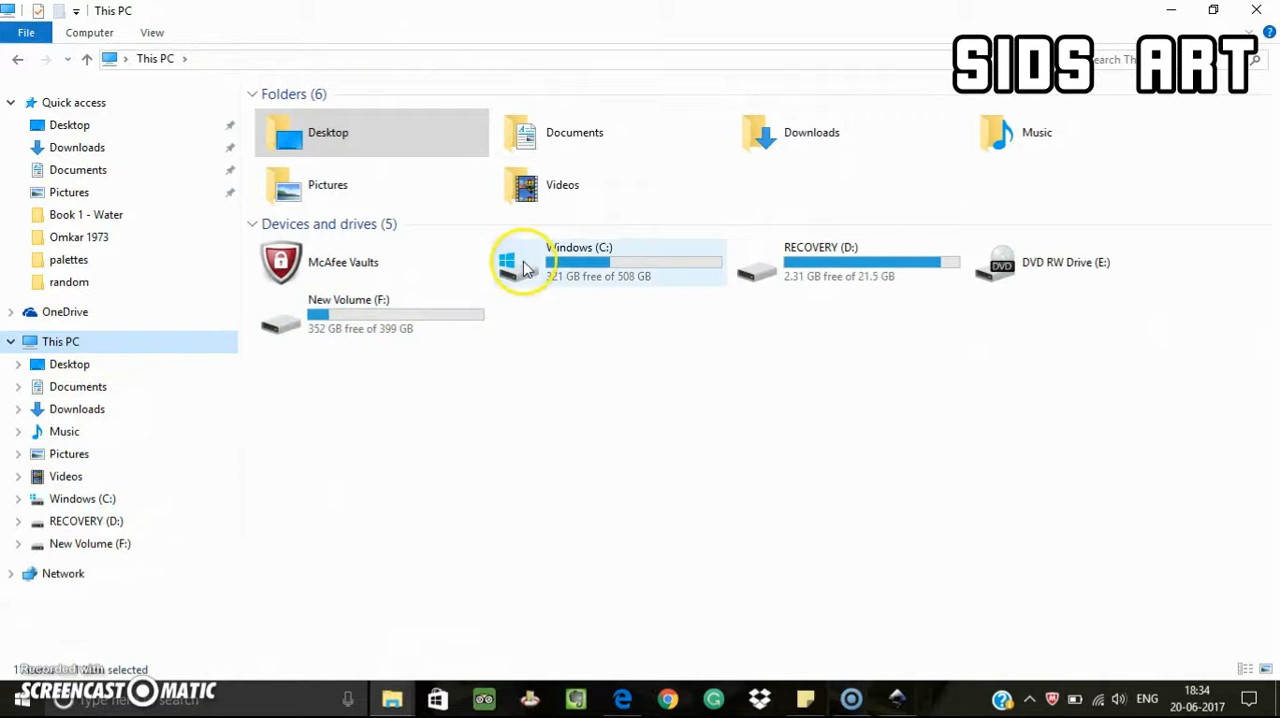 This PC
File Computer View
This PC
Search Th
SIDS ART
Quick access
Desktop
Downloads
Documents
Pictures
Book 1 - Water
Omkar 1973
palettes
random
OneDrive
This PC
Desktop
Documents
Downloads
Music
Pictures
Videos
Windows (C:)
RECOVERY (D:)
New Volume (F:)
Network
Folders (6)
Desktop
Documents
Downloads
Music
Pictures
Videos
Devices and drives (5)
McAfee Vaults
Windows (C:)
321 GB free of 508 GB
RECOVERY (D:)
2.31 GB free of 21.5 GB
DVD RW Drive (E:)
New Volume (F:)
352 GB free of 399 GB
selected
Recorded with
SCREENCAST MATIC
Type here
ENG
18:34
20-06-2017